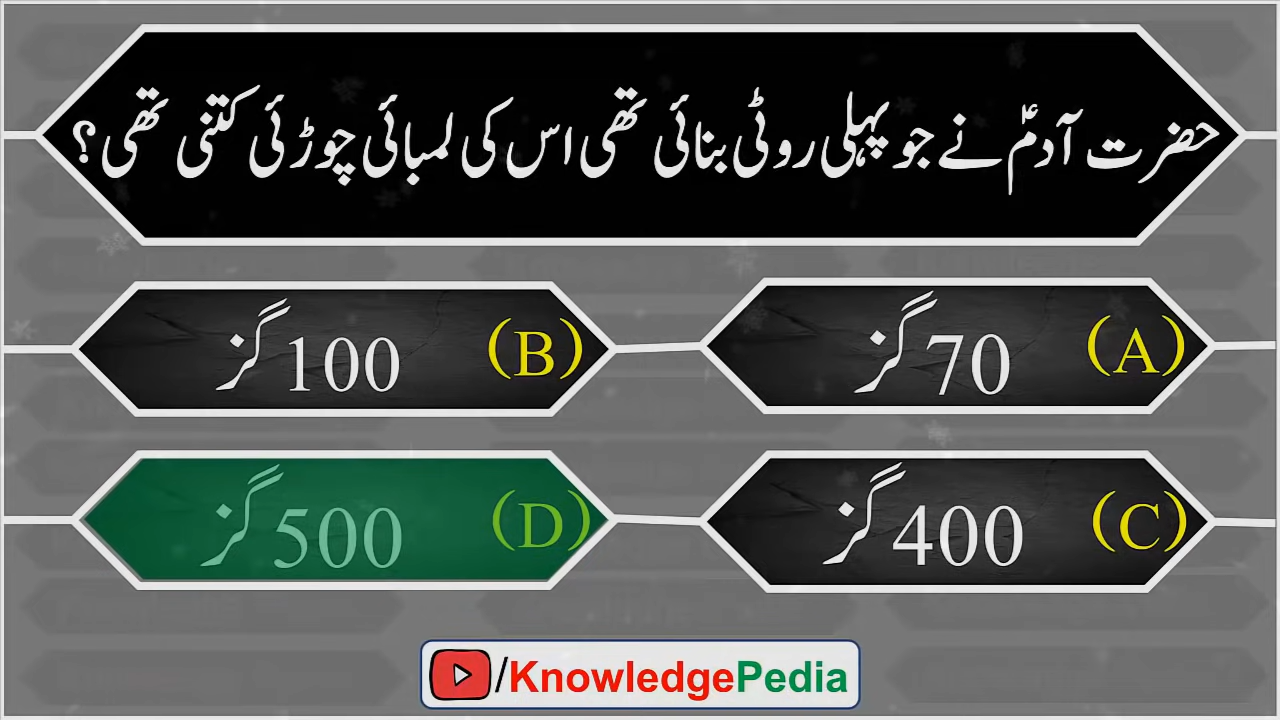 حضرت آدمؑ نے جو پہلی روٹی بنائی تھی اس کی لمبائی چوڑائی کتنی تھی؟
(A) 70 گز
(B) 100 گز
(C) 400 گز
(D) 500 گز
/KnowledgePedia